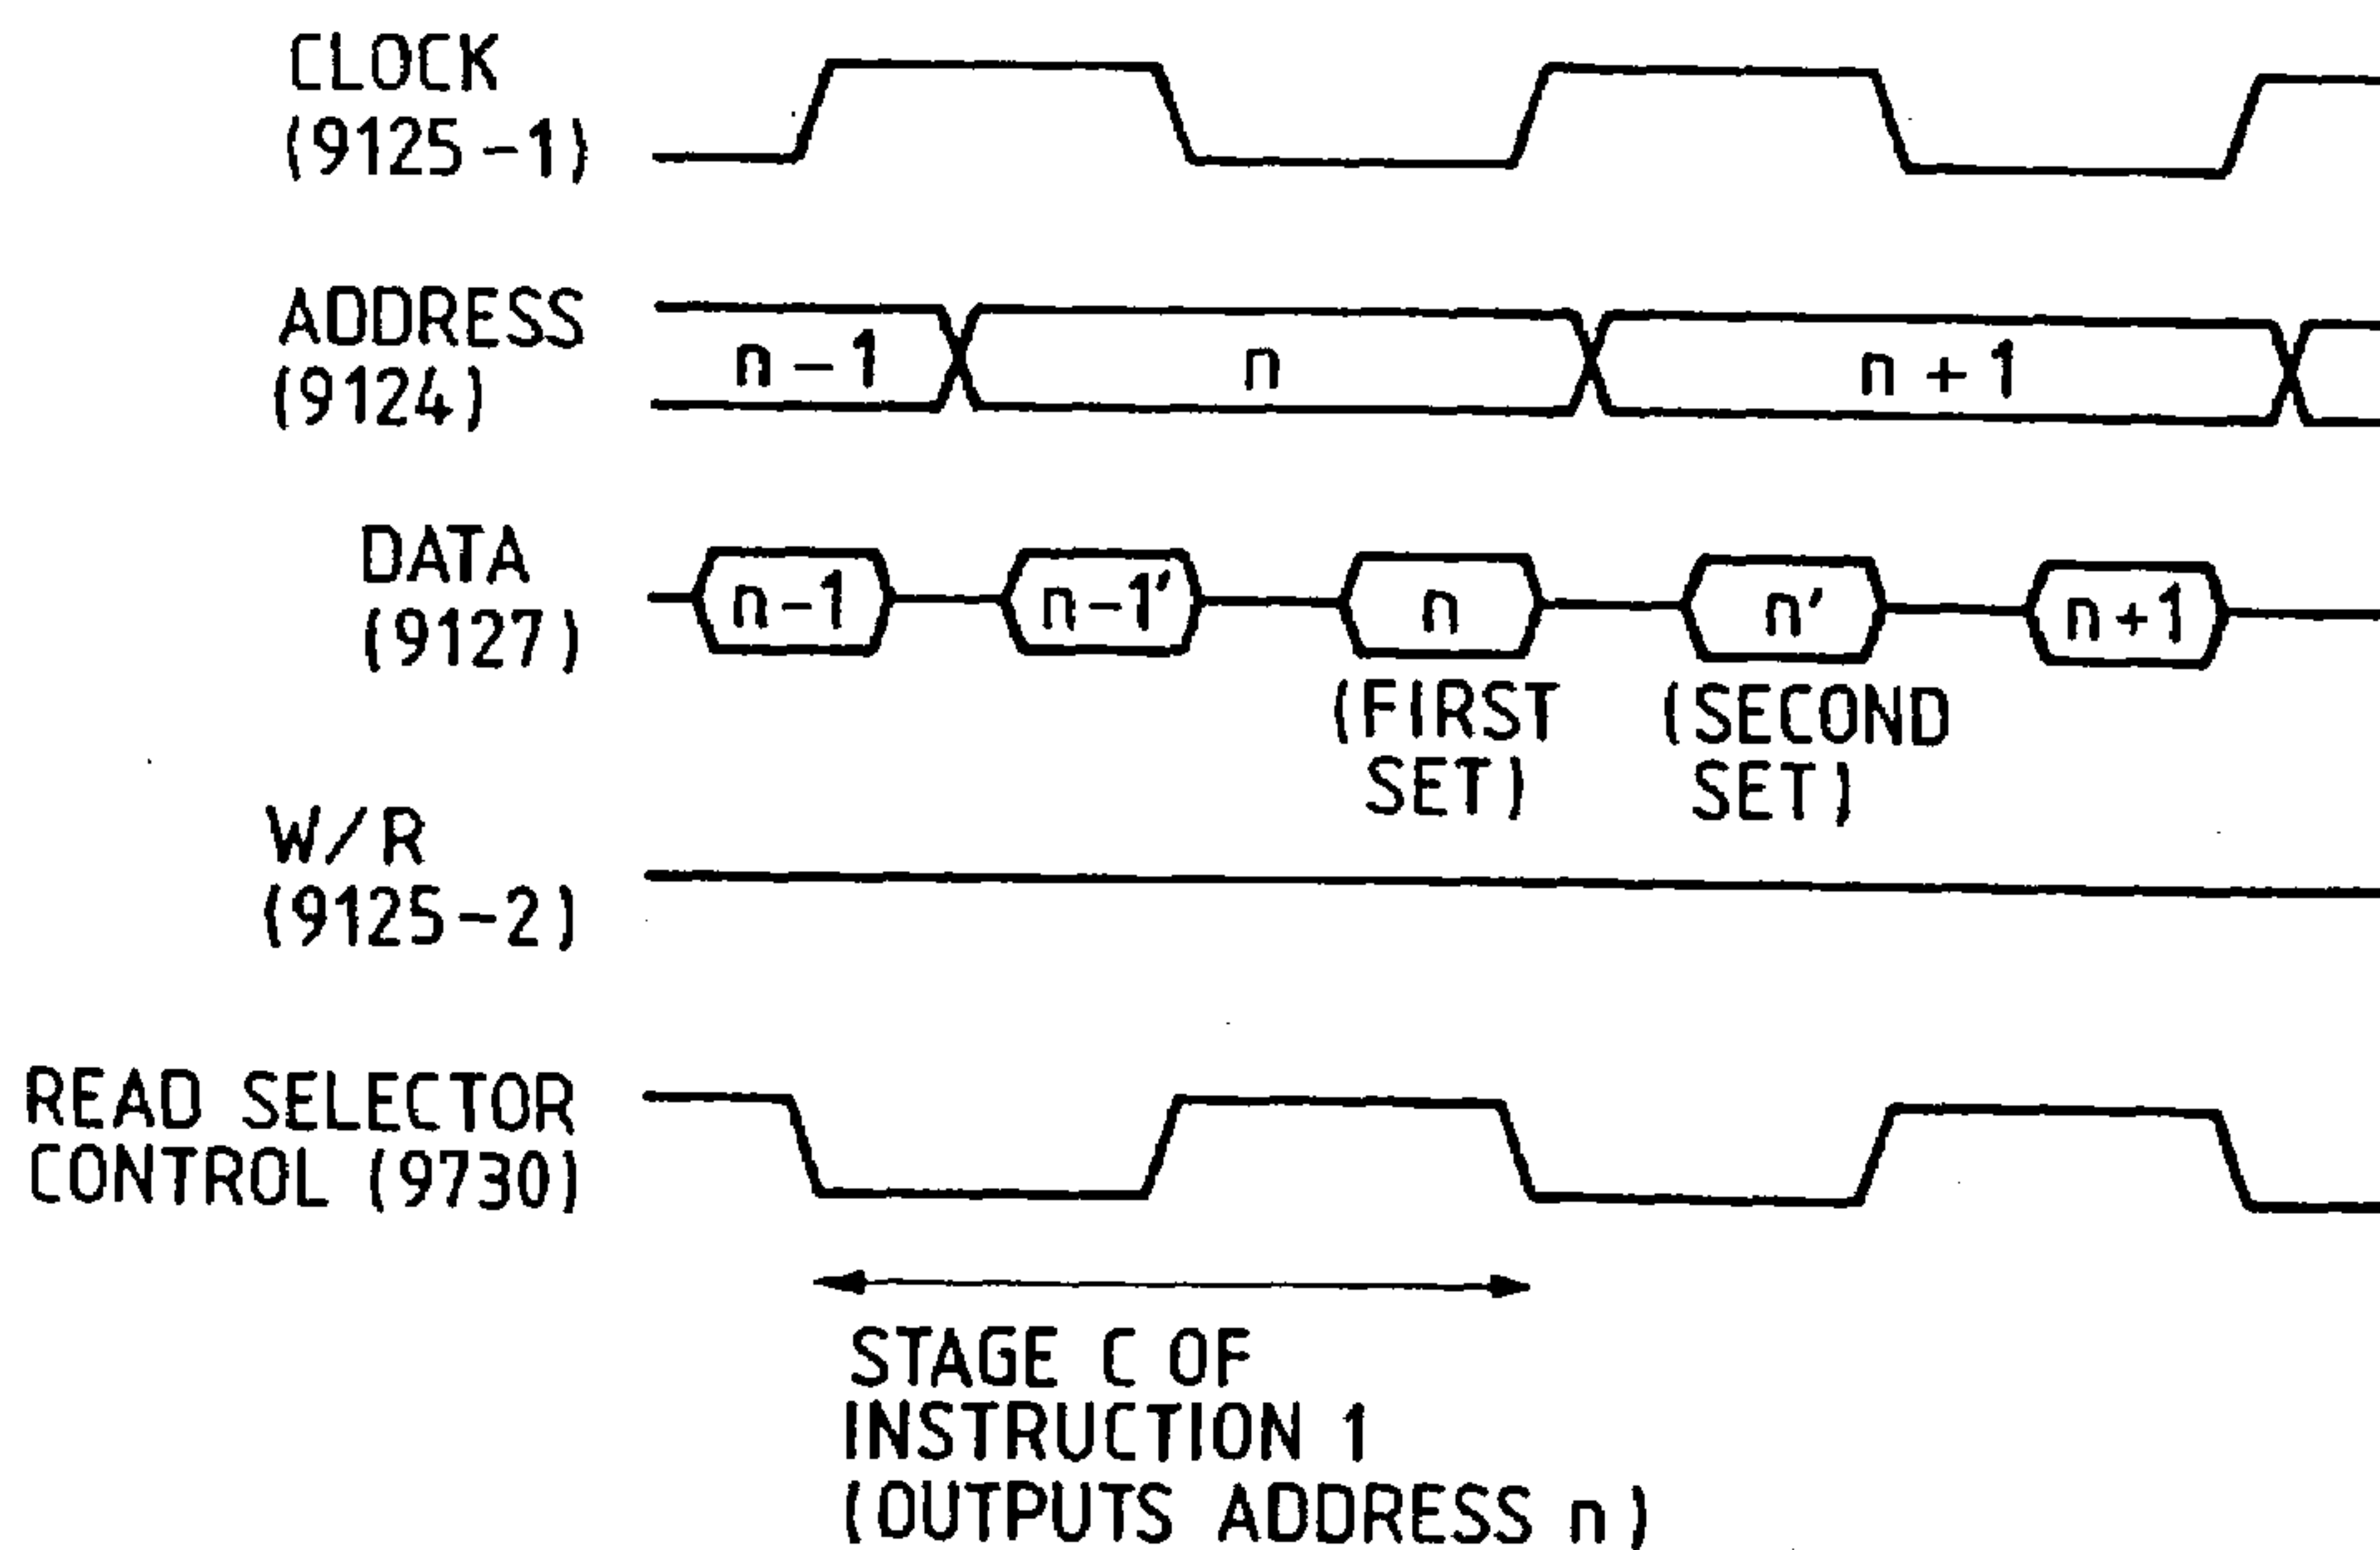 CLOCK
(9125-1)
ADDRESS
(9124)
n-1 n n+1
DATA
(9127)
n-1 n-1' n n' n+1
(FIRST
SET)
(SECOND
SET)
W/R
(9125-2)
READ SELECTOR
CONTROL (9730)
STAGE C OF
INSTRUCTION 1
(OUTPUTS ADDRESS n)